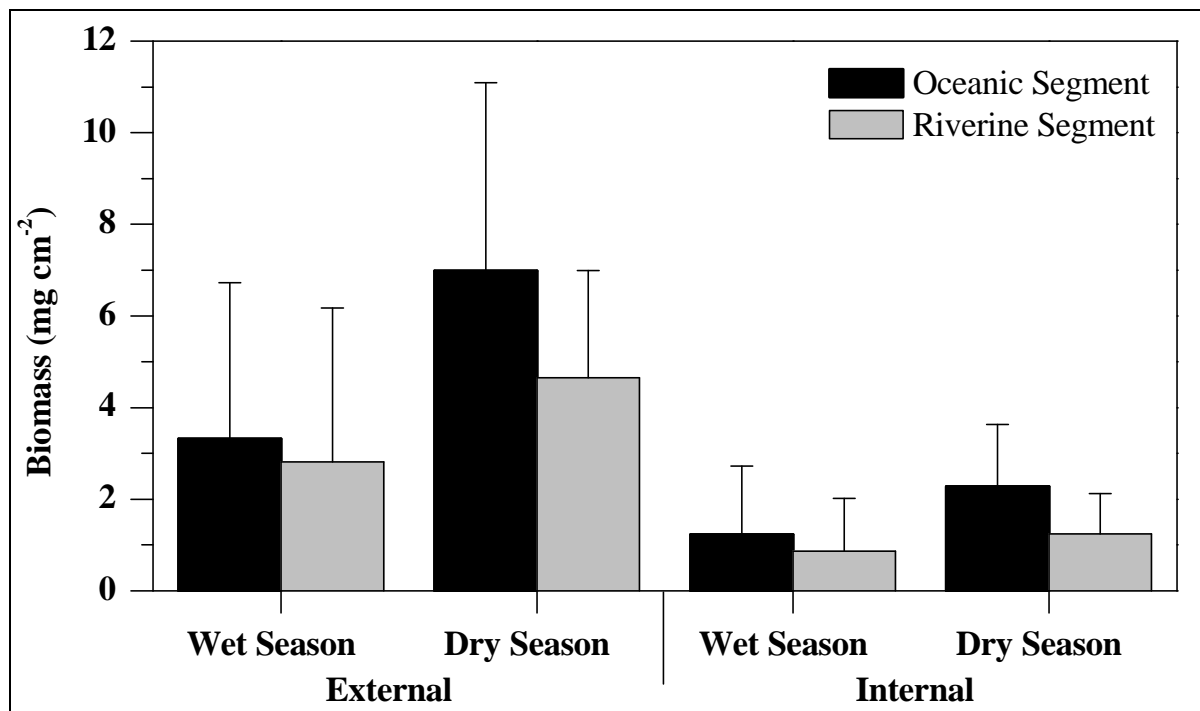 12
10
8
6
4
2
0
Biomass (mg cm-2)
Oceanic Segment
Riverine Segment
Wet Season Dry Season Wet Season Dry Season
External Internal